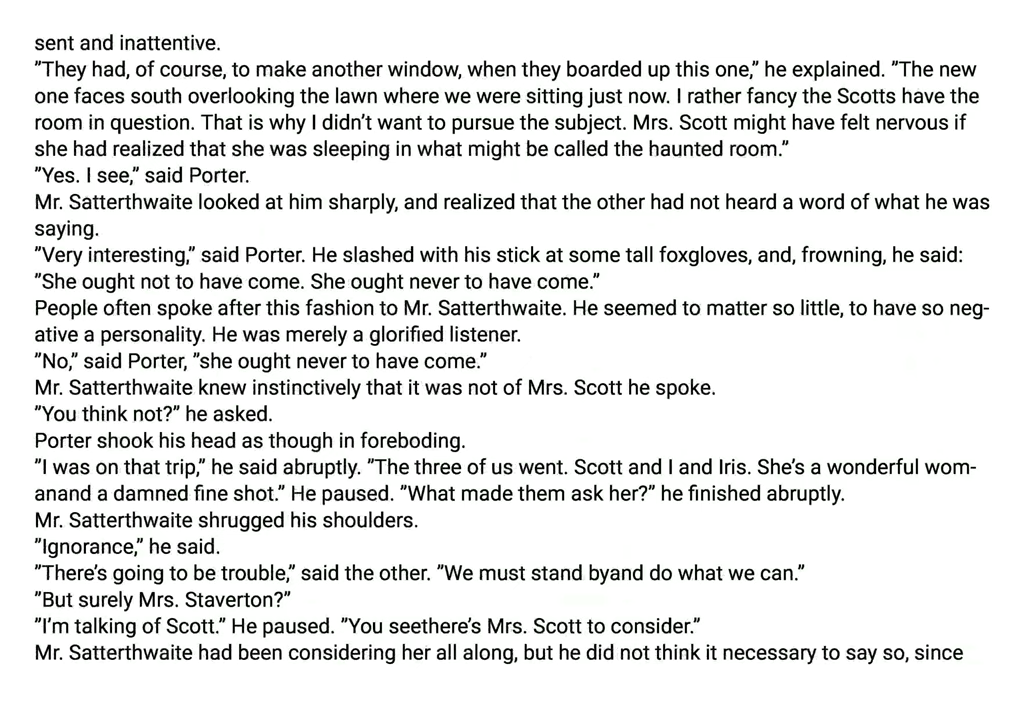 sent and inattentive.
"They had, of course, to make another window, when they boarded up this one," he explained. "The new
one faces south overlooking the lawn where we were sitting just now. I rather fancy the Scotts have the
room in question. That is why I didn't want to pursue the subject. Mrs. Scott might have felt nervous if
she had realized that she was sleeping in what might be called the haunted room."
"Yes. I see," said Porter.
Mr. Satterthwaite looked at him sharply, and realized that the other had not heard a word of what he was
saying.
"Very interesting," said Porter. He slashed with his stick at some tall foxgloves, and, frowning, he said:
"She ought not to have come. She ought never to have come."
People often spoke after this fashion to Mr. Satterthwaite. He seemed to matter so little, to have so neg-
ative a personality. He was merely a glorified listener.
"No," said Porter, "she ought never to have come."
Mr. Satterthwaite knew instinctively that it was not of Mrs. Scott he spoke.
"You think not?" he asked.
Porter shook his head as though in foreboding.
"I was on that trip," he said abruptly. "The three of us went. Scott and I and Iris. She's a wonderful wom-
anand a damned fine shot." He paused. "What made them ask her?" he finished abruptly.
Mr. Satterthwaite shrugged his shoulders.
"Ignorance," he said.
"There's going to be trouble," said the other. "We must stand byand do what we can."
"But surely Mrs. Staverton?"
"I'm talking of Scott." He paused. "You seethere's Mrs. Scott to consider."
Mr. Satterthwaite had been considering her all along, but he did not think it necessary to say so, since